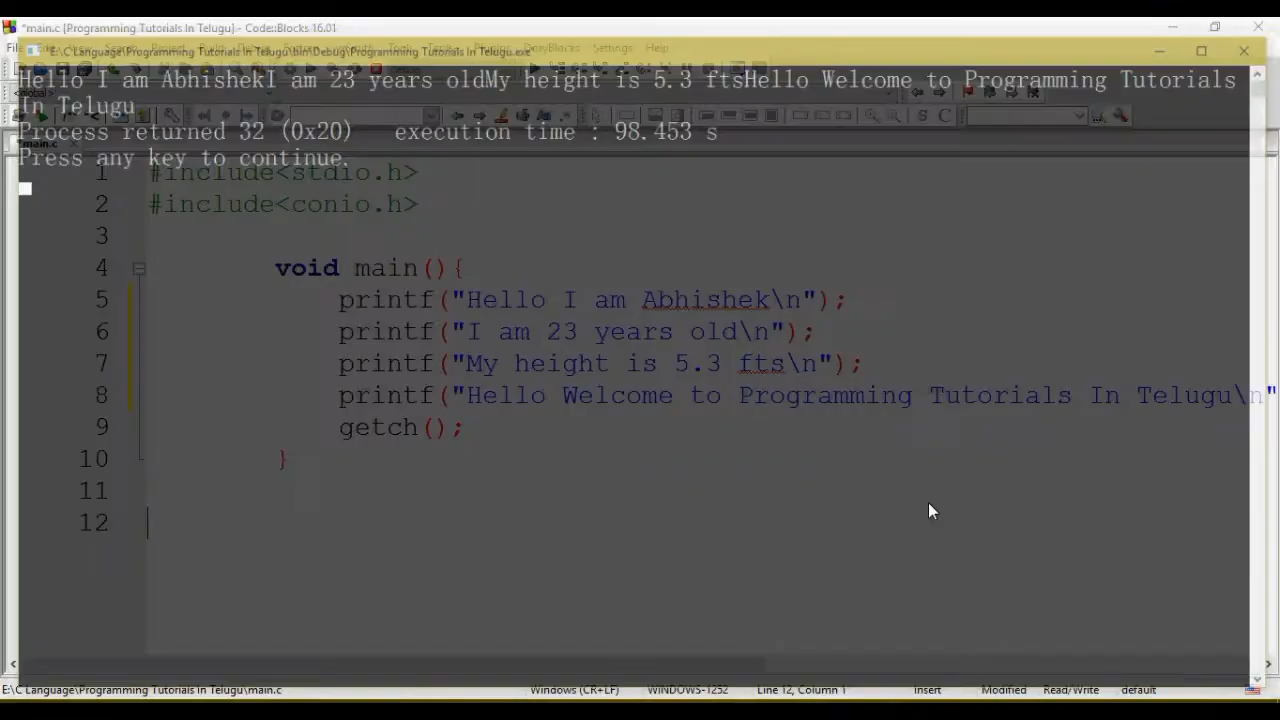 *main.c [Programming Tutorials In Telugu] - Code::Blocks 16.01
File
DoxyBlocks Settings Help
E:\C Language\Programming Tutorials In Telugu\bin\Debug\Programming Tutorials In Telugu.exe
Hello I am AbhishekI am 23 years oldMy height is 5.3 ftsHello Welcome to Programming Tutorials
In Telugu
Process returned 32 (0x20)   execution time : 98.453 s
Press any key to continue.
<global>
*main.c
1 #include<stdio.h>
2 #include<conio.h>
3
4 void main(){
5 printf("Hello I am Abhishek\n");
6 printf("I am 23 years old\n");
7 printf("My height is 5.3 fts\n");
8 printf("Hello Welcome to Programming Tutorials In Telugu\n"
9 getch();
10 }
11
12
E:\C Language\Programming Tutorials In Telugu\main.c Windows (CR+LF) WINDOWS-1252 Line 12, Column 1 Insert Modified Read/Write default